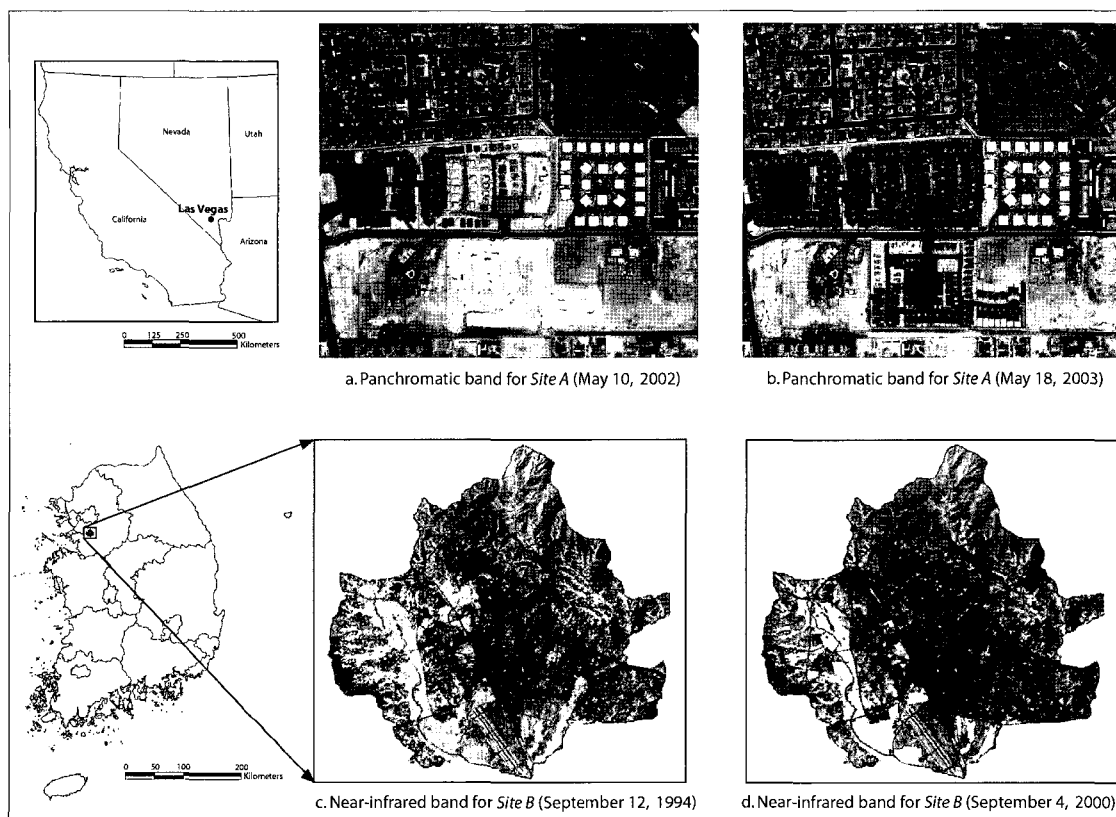 Nevada
Utah
Las Vegas
California
Arizona
0 125 250 500
Kilometers
a. Panchromatic band for Site A (May 10, 2002)
b. Panchromatic band for Site A (May 18, 2003)
0 50 100 200
Kilometers
c. Near-infrared band for Site B (September 12, 1994)
d. Near-infrared band for Site B (September 4, 2000)